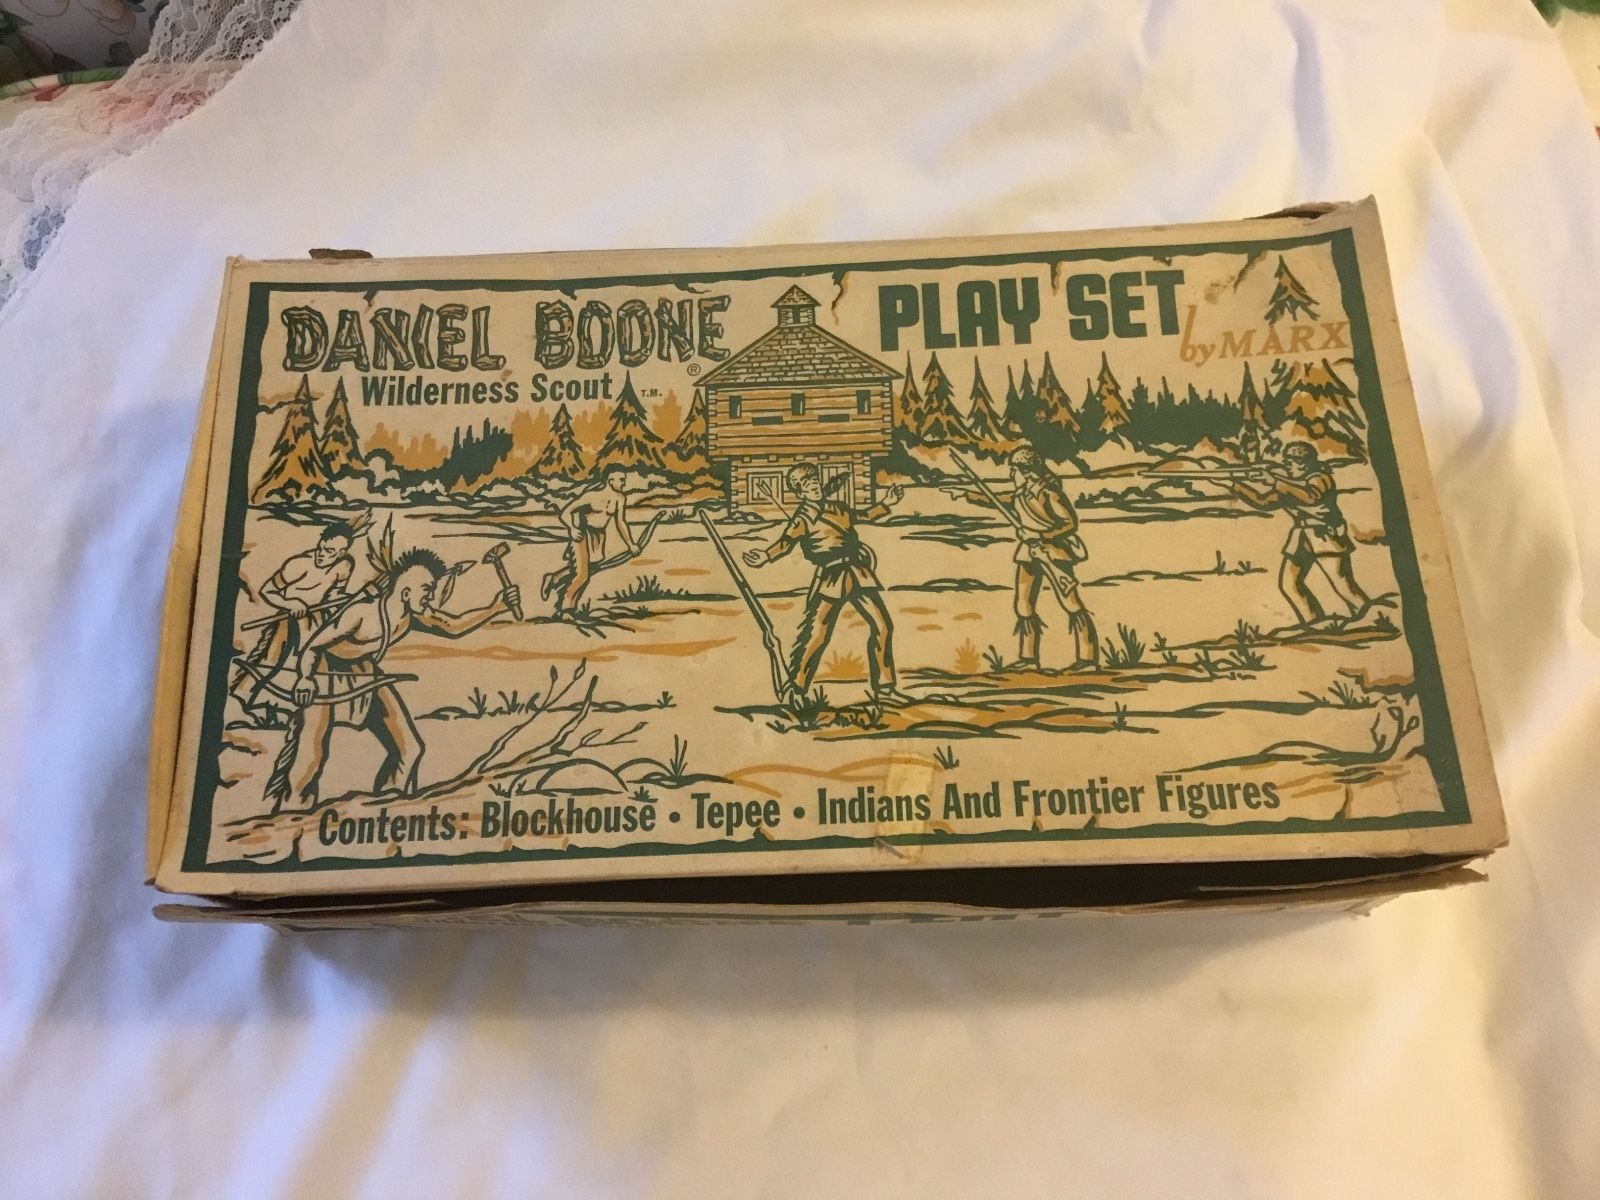 DANIEL BOONE ®
Wilderness Scout T.M.
PLAY SET
by MARX
Contents: Blockhouse • Tepee • Indians And Frontier Figures